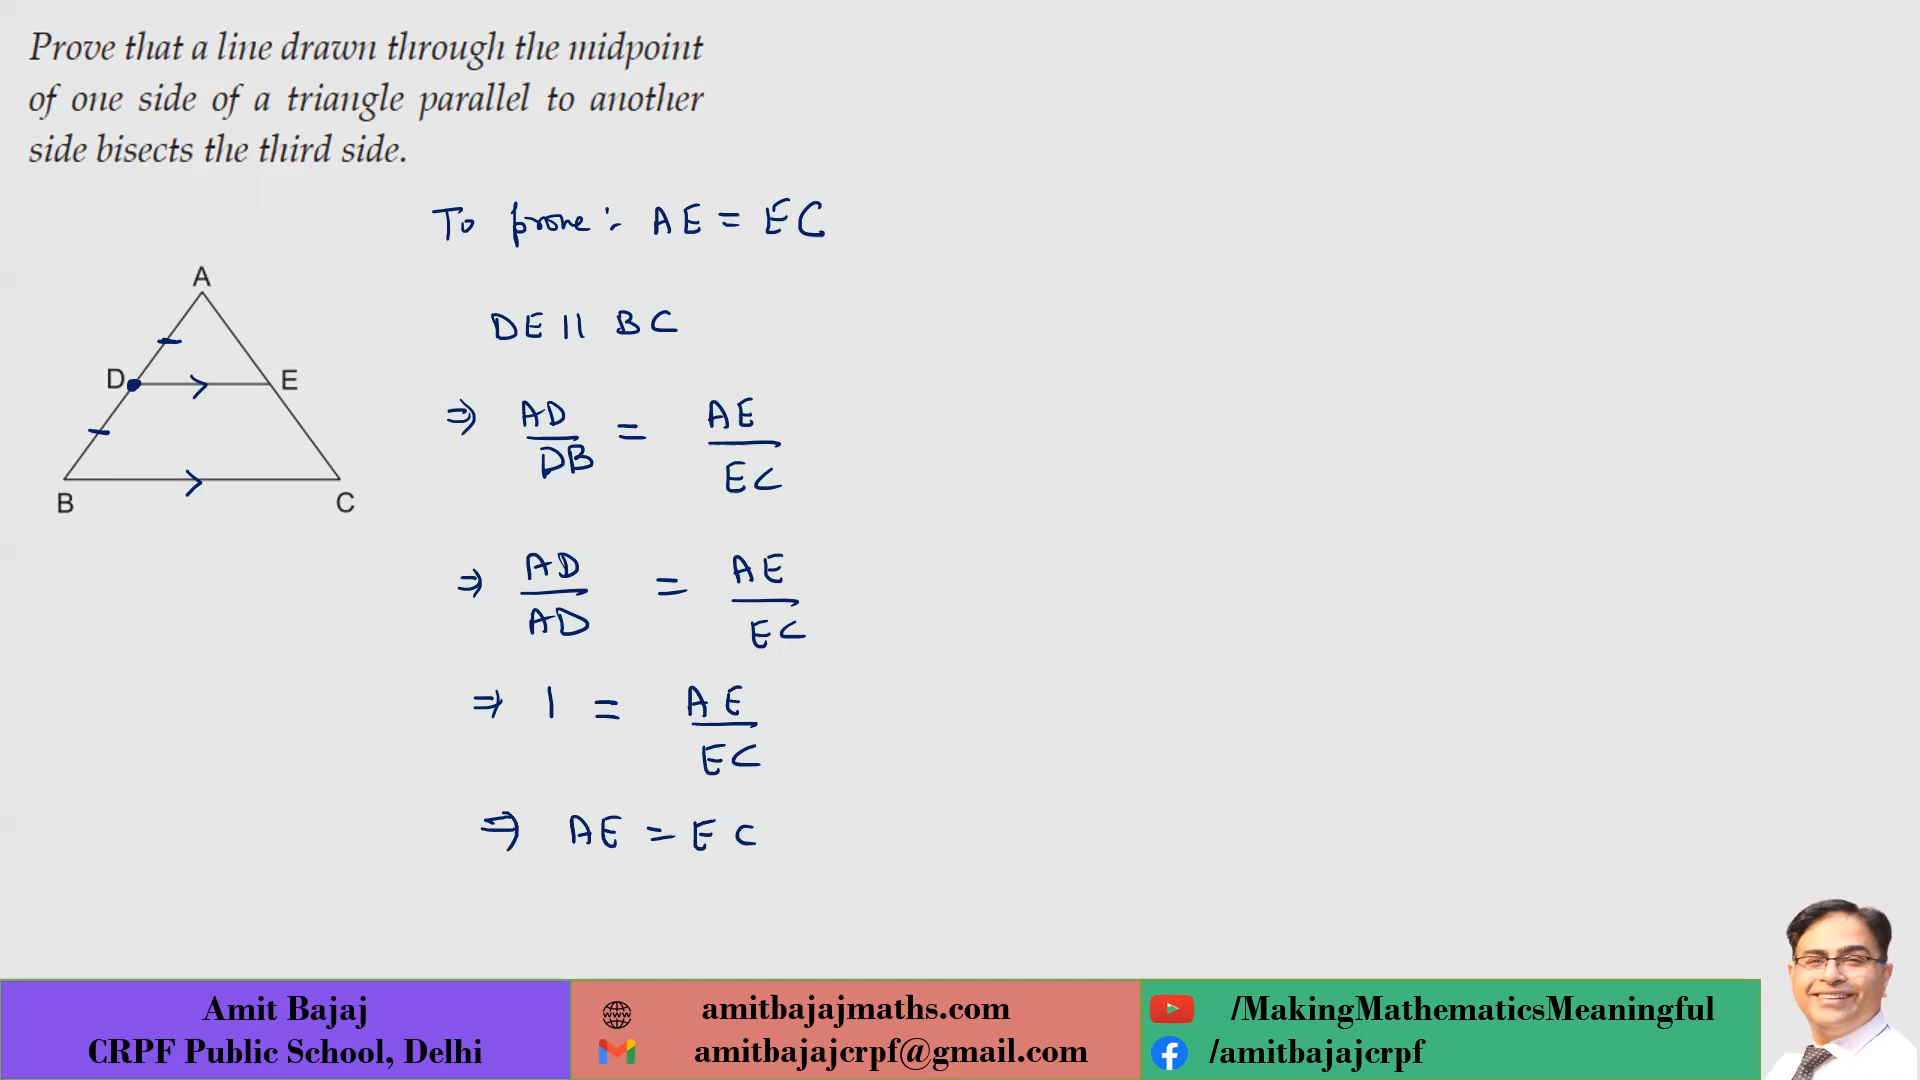 Prove that a line drawn through the midpoint
of one side of a triangle parallel to another
side bisects the third side.
To prove :- AE = EC
A
D
E
B
C
DE || BC
⇒ AD/DB = AE/EC
⇒ AD/AD = AE/EC
⇒ 1 = AE/EC
⇒ AE = EC
Amit Bajaj
CRPF Public School, Delhi
www
amitbajajmaths.com
amitbajajcrpf@gmail.com
/MakingMathematicsMeaningful
/amitbajajcrpf